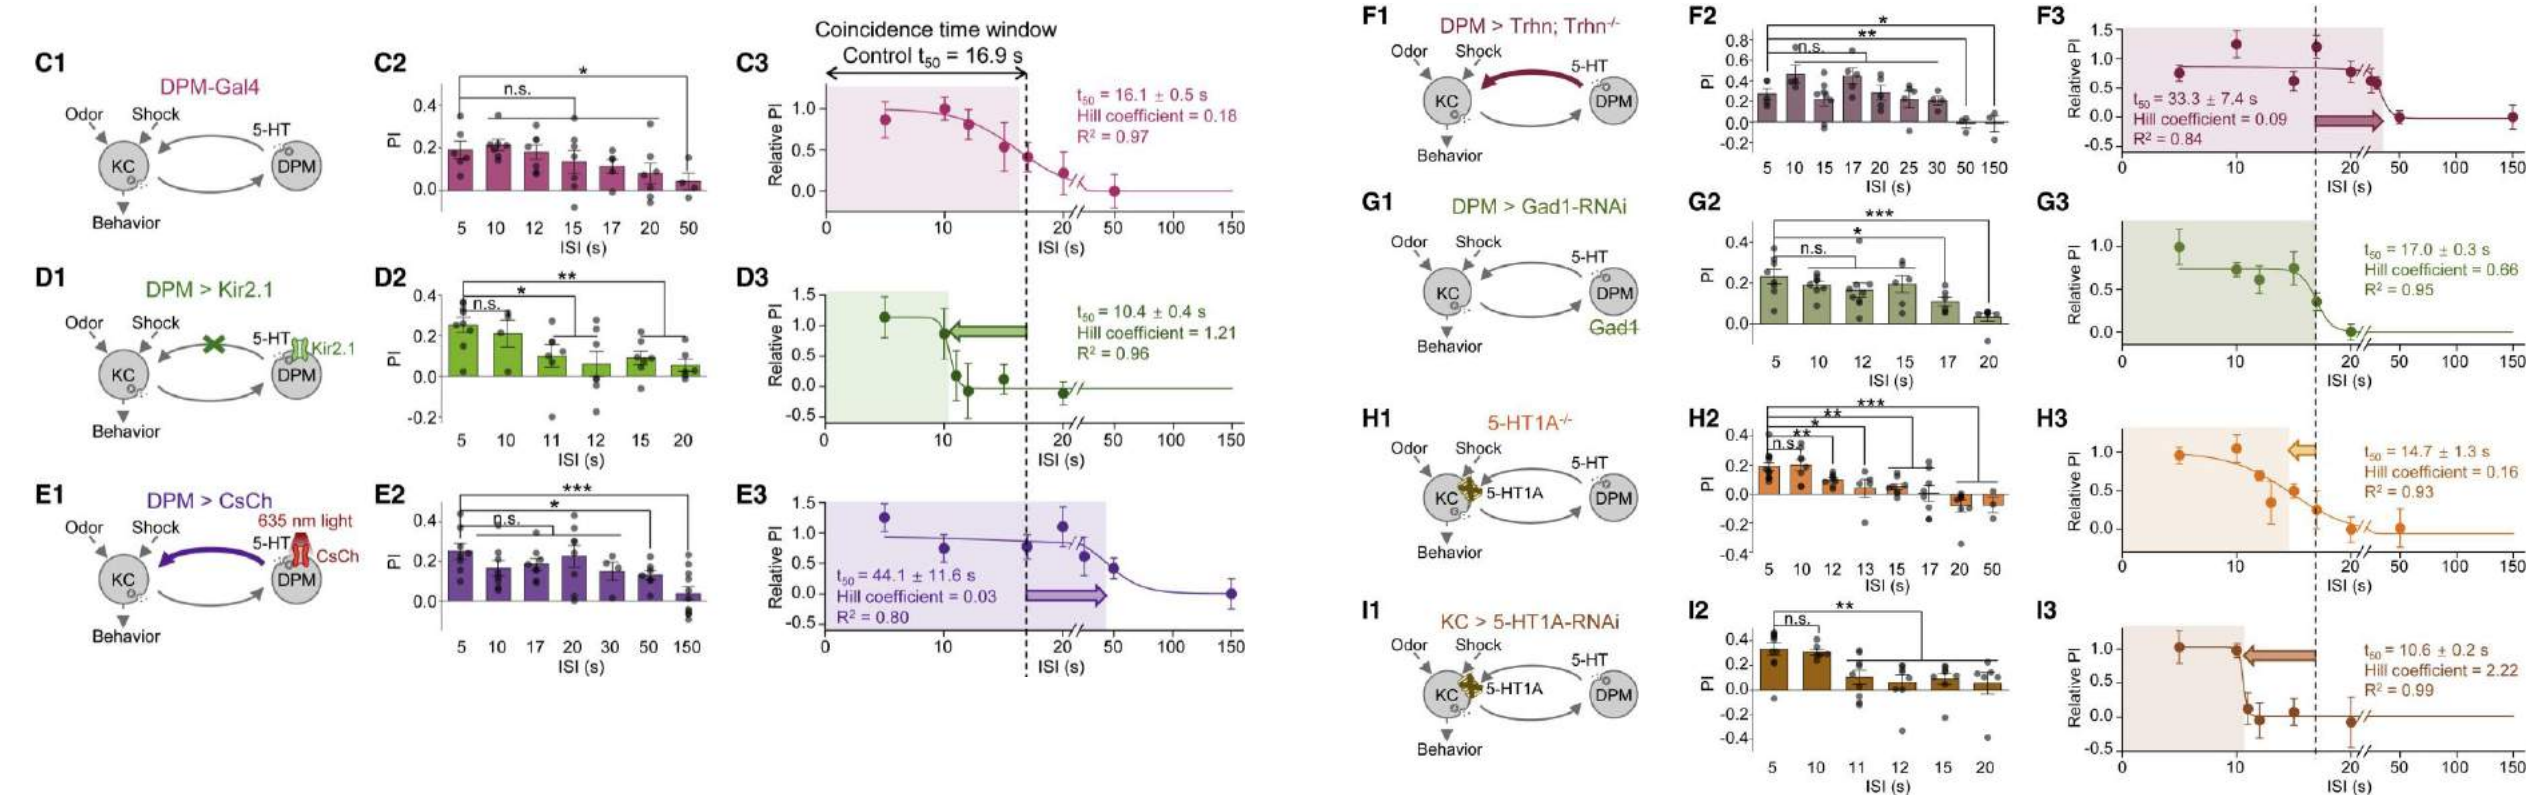 Coincidence time window
Control t50 = 16.9 s
C1
DPM-Gal4
Odor
Shock
5-HT
KC
DPM
Behavior
C2
PI
*
n.s.
0.4
0.2
0.0
5 10 12 15 17 20 50
ISI (s)
C3
Relative PI
1.0
0.5
0.0
t50 = 16.1 ± 0.5 s
Hill coefficient = 0.18
R2 = 0.97
0 10 20 50 100 150
ISI (s)
D1
DPM > Kir2.1
Odor
Shock
5-HT
Kir2.1
KC
DPM
Behavior
D2
PI
**
*
n.s.
0.4
0.2
0.0
-0.2
5 10 11 12 15 20
ISI (s)
D3
Relative PI
1.5
1.0
0.5
0.0
-0.5
t50 = 10.4 ± 0.4 s
Hill coefficient = 1.21
R2 = 0.96
0 10 20 50 100 150
ISI (s)
E1
DPM > CsCh
635 nm light
Odor
Shock
5-HT
CsCh
KC
DPM
Behavior
E2
PI
***
*
n.s.
0.4
0.2
0.0
5 10 17 20 30 50 150
ISI (s)
E3
Relative PI
1.5
1.0
0.5
0.0
-0.5
t50 = 44.1 ± 11.6 s
Hill coefficient = 0.03
R2 = 0.80
0 10 20 50 100 150
ISI (s)
F1
DPM > Trhn; Trhn-/-
Odor
Shock
5-HT
KC
DPM
Behavior
F2
PI
*
**
n.s.
0.8
0.6
0.4
0.2
0.0
-0.2
5 10 15 17 20 25 30 50 150
ISI (s)
F3
Relative PI
1.5
1.0
0.5
0.0
-0.5
t50 = 33.3 ± 7.4 s
Hill coefficient = 0.09
R2 = 0.84
0 10 20 50 100 150
ISI (s)
G1
DPM > Gad1-RNAi
Odor
Shock
5-HT
KC
DPM
Gad1
Behavior
G2
PI
***
*
n.s.
0.4
0.2
0.0
5 10 12 15 17 20
ISI (s)
G3
Relative PI
1.0
0.5
0.0
t50 = 17.0 ± 0.3 s
Hill coefficient = 0.66
R2 = 0.95
0 10 20 50 100 150
ISI (s)
H1
5-HT1A-/-
Odor
Shock
5-HT
KC
5-HT1A
DPM
Behavior
H2
PI
***
**
*
**
n.s.
0.4
0.2
0.0
-0.2
-0.4
5 10 12 13 15 17 20 50
ISI (s)
H3
Relative PI
1.0
0.5
0.0
t50 = 14.7 ± 1.3 s
Hill coefficient = 0.16
R2 = 0.93
0 10 20 50 100 150
ISI (s)
I1
KC > 5-HT1A-RNAi
Odor
Shock
5-HT
KC
5-HT1A
DPM
Behavior
I2
PI
**
n.s.
0.4
0.2
0.0
-0.2
-0.4
5 10 11 12 15 20
ISI (s)
I3
Relative PI
1.0
0.5
0.0
-0.5
t50 = 10.6 ± 0.2 s
Hill coefficient = 2.22
R2 = 0.99
0 10 20 50 100 150
ISI (s)